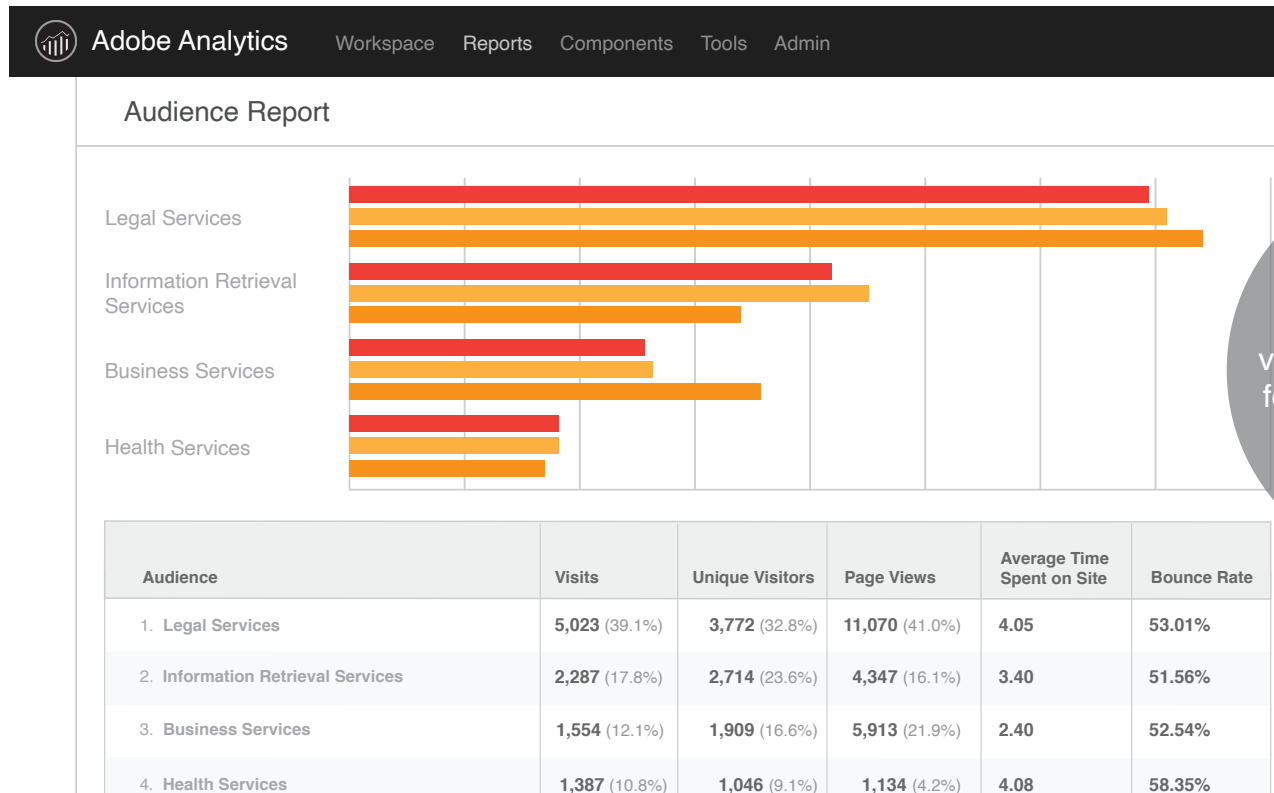 Adobe Analytics Workspace Reports Components Tools Admin
Audience Report
Legal Services
Information Retrieval
Services
Business Services
Health Services
Audience Visits Unique Visitors Page Views Average Time Spent on Site Bounce Rate
1. Legal Services 5,023 (39.1%) 3,772 (32.8%) 11,070 (41.0%) 4.05 53.01%
2. Information Retrieval Services 2,287 (17.8%) 2,714 (23.6%) 4,347 (16.1%) 3.40 51.56%
3. Business Services 1,554 (12.1%) 1,909 (16.6%) 5,913 (21.9%) 2.40 52.54%
4. Health Services 1,387 (10.8%) 1,046 (9.1%) 1,134 (4.2%) 4.08 58.35%